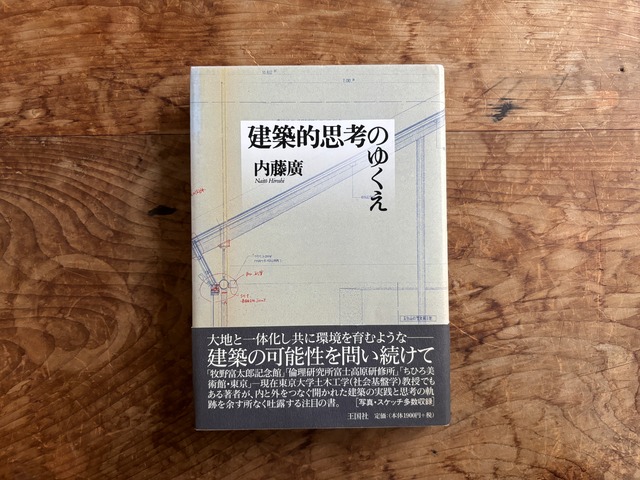 建築的思考のゆくえ
内藤廣
Naito Hiroshi
大地と一体化し共に環境を育むような――
建築の可能性を問い続けて
「牧野富太郎記念館」「倫理研究所富士高原研修所」「ちひろ美
術館・東京」―現在東京大学土木工学(社会基盤学)教授でも
ある著者が、内と外をつなぐ開かれた建築の実践と思考の軌
跡を余す所なく吐露する注目の書。[写真・スケッチ多数収録]
王国社 定価:(本体1900円+税)